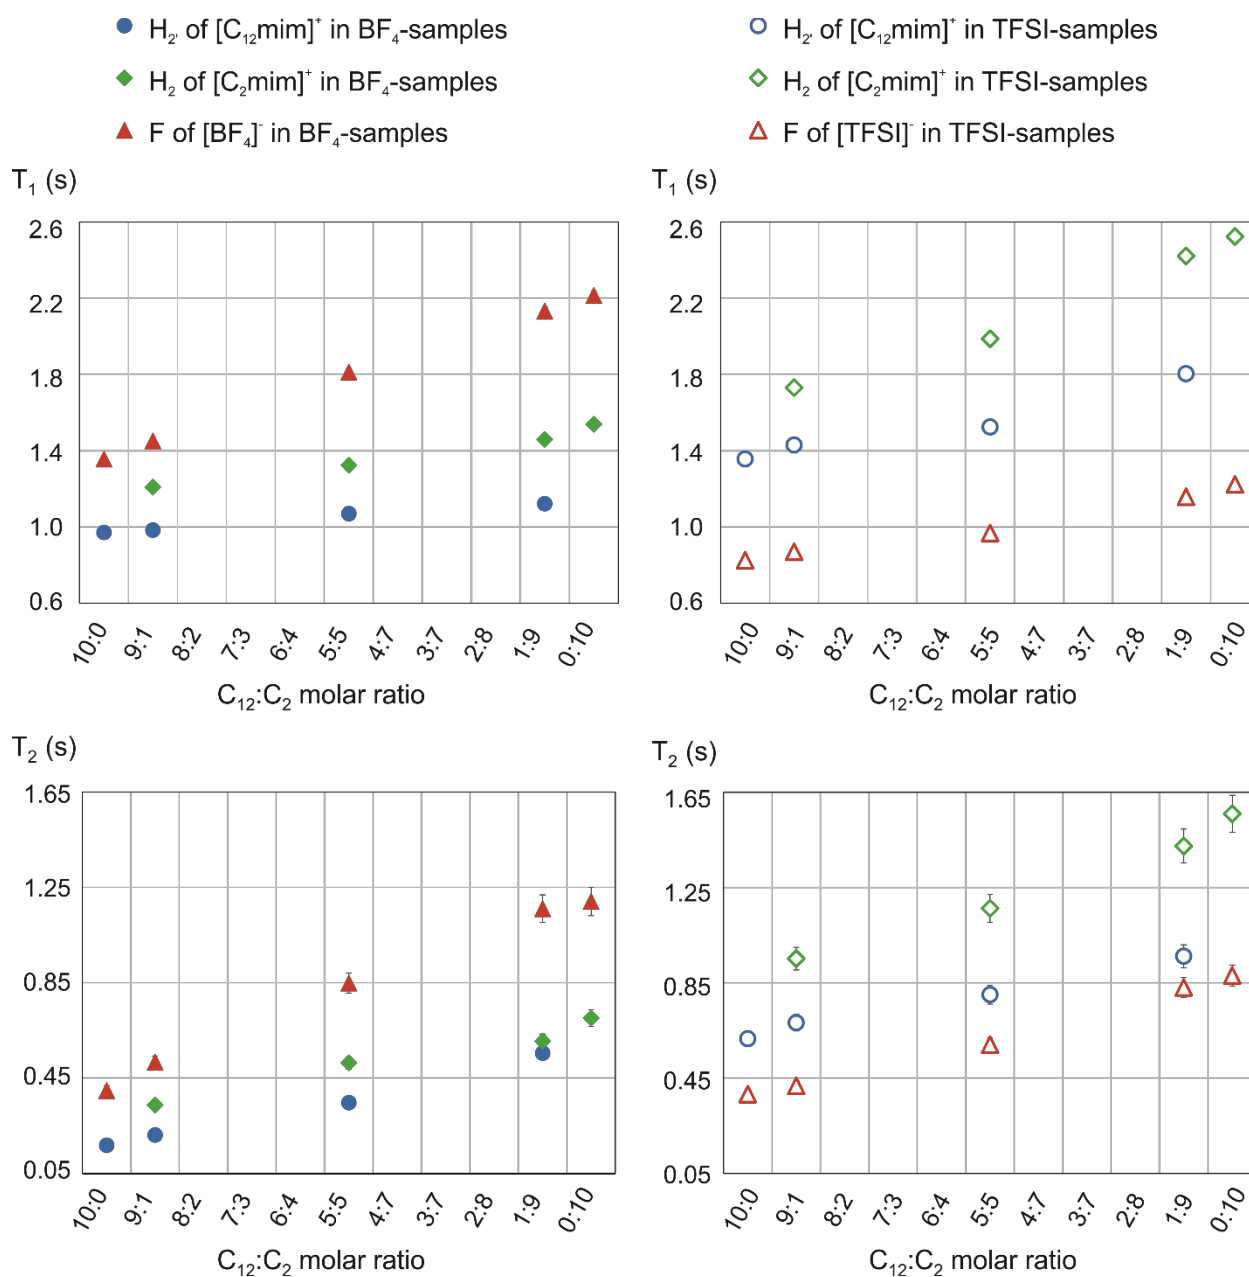 H₂' of [C₁₂mim]⁺ in BF₄-samples
H₂ of [C₂mim]⁺ in BF₄-samples
F of [BF₄]⁻ in BF₄-samples
H₂' of [C₁₂mim]⁺ in TFSI-samples
H₂ of [C₂mim]⁺ in TFSI-samples
F of [TFSI]⁻ in TFSI-samples
T₁ (s)
2.6
2.2
1.8
1.4
1.0
0.6
10:0 9:1 8:2 7:3 6:4 5:5 4:7 3:7 2:8 1:9 0:10
C₁₂:C₂ molar ratio
T₁ (s)
2.6
2.2
1.8
1.4
1.0
0.6
10:0 9:1 8:2 7:3 6:4 5:5 4:7 3:7 2:8 1:9 0:10
C₁₂:C₂ molar ratio
T₂ (s)
1.65
1.25
0.85
0.45
0.05
10:0 9:1 8:2 7:3 6:4 5:5 4:7 3:7 2:8 1:9 0:10
C₁₂:C₂ molar ratio
T₂ (s)
1.65
1.25
0.85
0.45
0.05
10:0 9:1 8:2 7:3 6:4 5:5 4:7 3:7 2:8 1:9 0:10
C₁₂:C₂ molar ratio